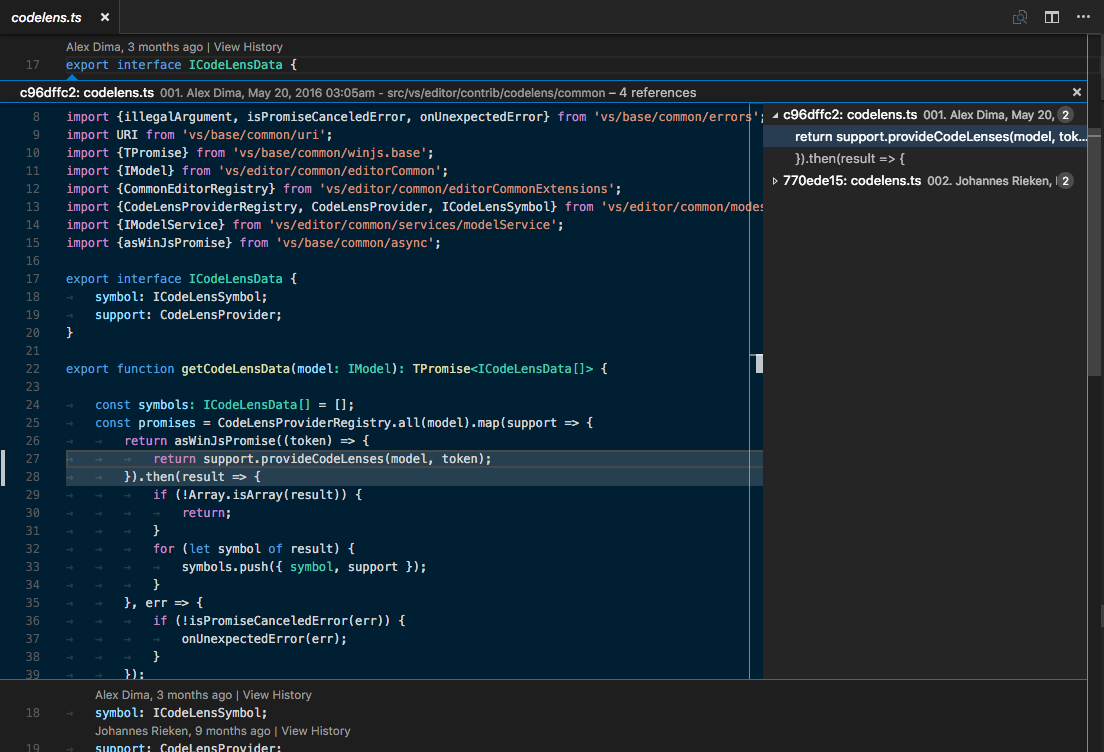 codelens.ts ×
Alex Dima, 3 months ago | View History
17 export interface ICodeLensData {
c96dffc2: codelens.ts 001. Alex Dima, May 20, 2016 03:05am - src/vs/editor/contrib/codelens/common – 4 references ×
8 import {illegalArgument, isPromiseCanceledError, onUnexpectedError} from 'vs/base/common/errors';
9 import URI from 'vs/base/common/uri';
10 import {TPromise} from 'vs/base/common/winjs.base';
11 import {IModel} from 'vs/editor/common/editorCommon';
12 import {CommonEditorRegistry} from 'vs/editor/common/editorCommonExtensions';
13 import {CodeLensProviderRegistry, CodeLensProvider, ICodeLensSymbol} from 'vs/editor/common/modes
14 import {IModelService} from 'vs/editor/common/services/modelService';
15 import {asWinJsPromise} from 'vs/base/common/async';
16
17 export interface ICodeLensData {
18 → symbol: ICodeLensSymbol;
19 → support: CodeLensProvider;
20 }
21
22 export function getCodeLensData(model: IModel): TPromise<ICodeLensData[]> {
23
24 → const symbols: ICodeLensData[] = [];
25 → const promises = CodeLensProviderRegistry.all(model).map(support => {
26 → → return asWinJsPromise((token) => {
27 → → → return support.provideCodeLenses(model, token);
28 → → }).then(result => {
29 → → → if (!Array.isArray(result)) {
30 → → → → return;
31 → → → }
32 → → → for (let symbol of result) {
33 → → → → symbols.push({ symbol, support });
34 → → → }
35 → → }, err => {
36 → → → if (!isPromiseCanceledError(err)) {
37 → → → → onUnexpectedError(err);
38 → → → }
39 → → });
c96dffc2: codelens.ts 001. Alex Dima, May 20, 2
return support.provideCodeLenses(model, tok...
}).then(result => {
770ede15: codelens.ts 002. Johannes Rieken, 2
Alex Dima, 3 months ago | View History
18 → symbol: ICodeLensSymbol;
Johannes Rieken, 9 months ago | View History
19 → support: CodeLensProvider;